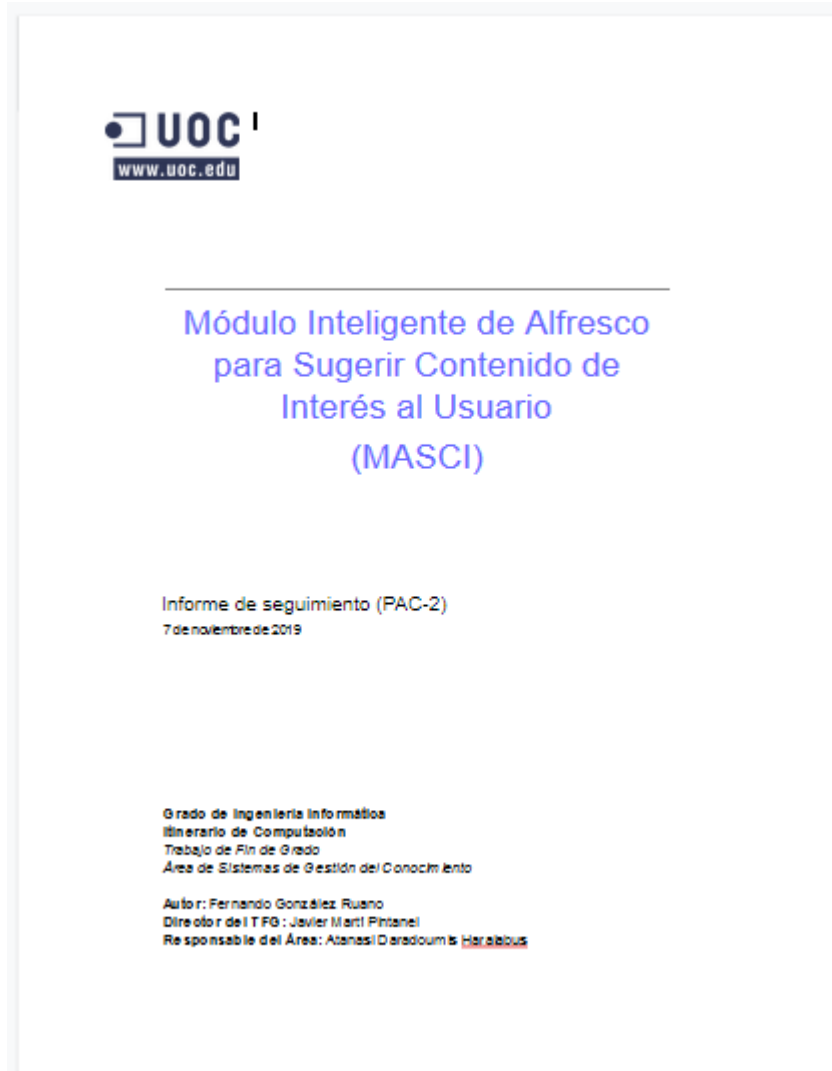 UOC
www.uoc.edu
Módulo Inteligente de Alfresco
para Sugerir Contenido de
Interés al Usuario
(MASCI)
Informe de seguimiento (PAC-2)
7 de noviembre de 2019
Grado de Ingeniería Informática
Itinerario de Computación
Trabajo de Fin de Grado
Área de Sistemas de Gestión del Conocimiento
Autor: Fernando González Ruano
Director del TFG: Javier Martí Pintanel
Responsable del Área: Atanasi Daradoumis Haralabus